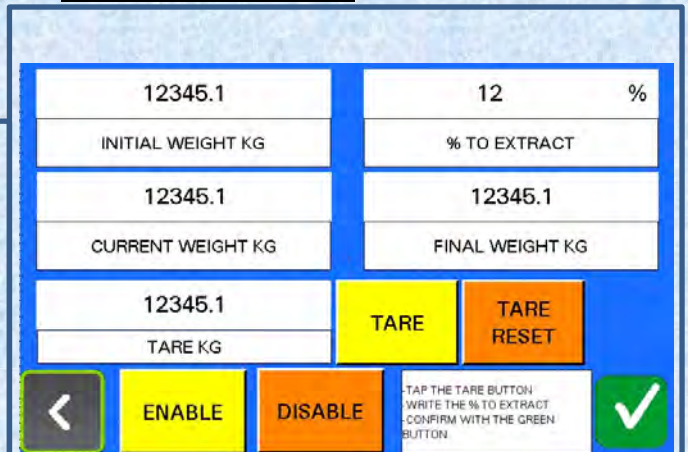 12345.1
12 %
INITIAL WEIGHT KG
% TO EXTRACT
12345.1
12345.1
CURRENT WEIGHT KG
FINAL WEIGHT KG
12345.1
TARE KG
TARE
TARE
RESET
ENABLE
DISABLE
-TAP THE TARE BUTTON
-WRITE THE % TO EXTRACT
-CONFIRM WITH THE GREEN
BUTTON